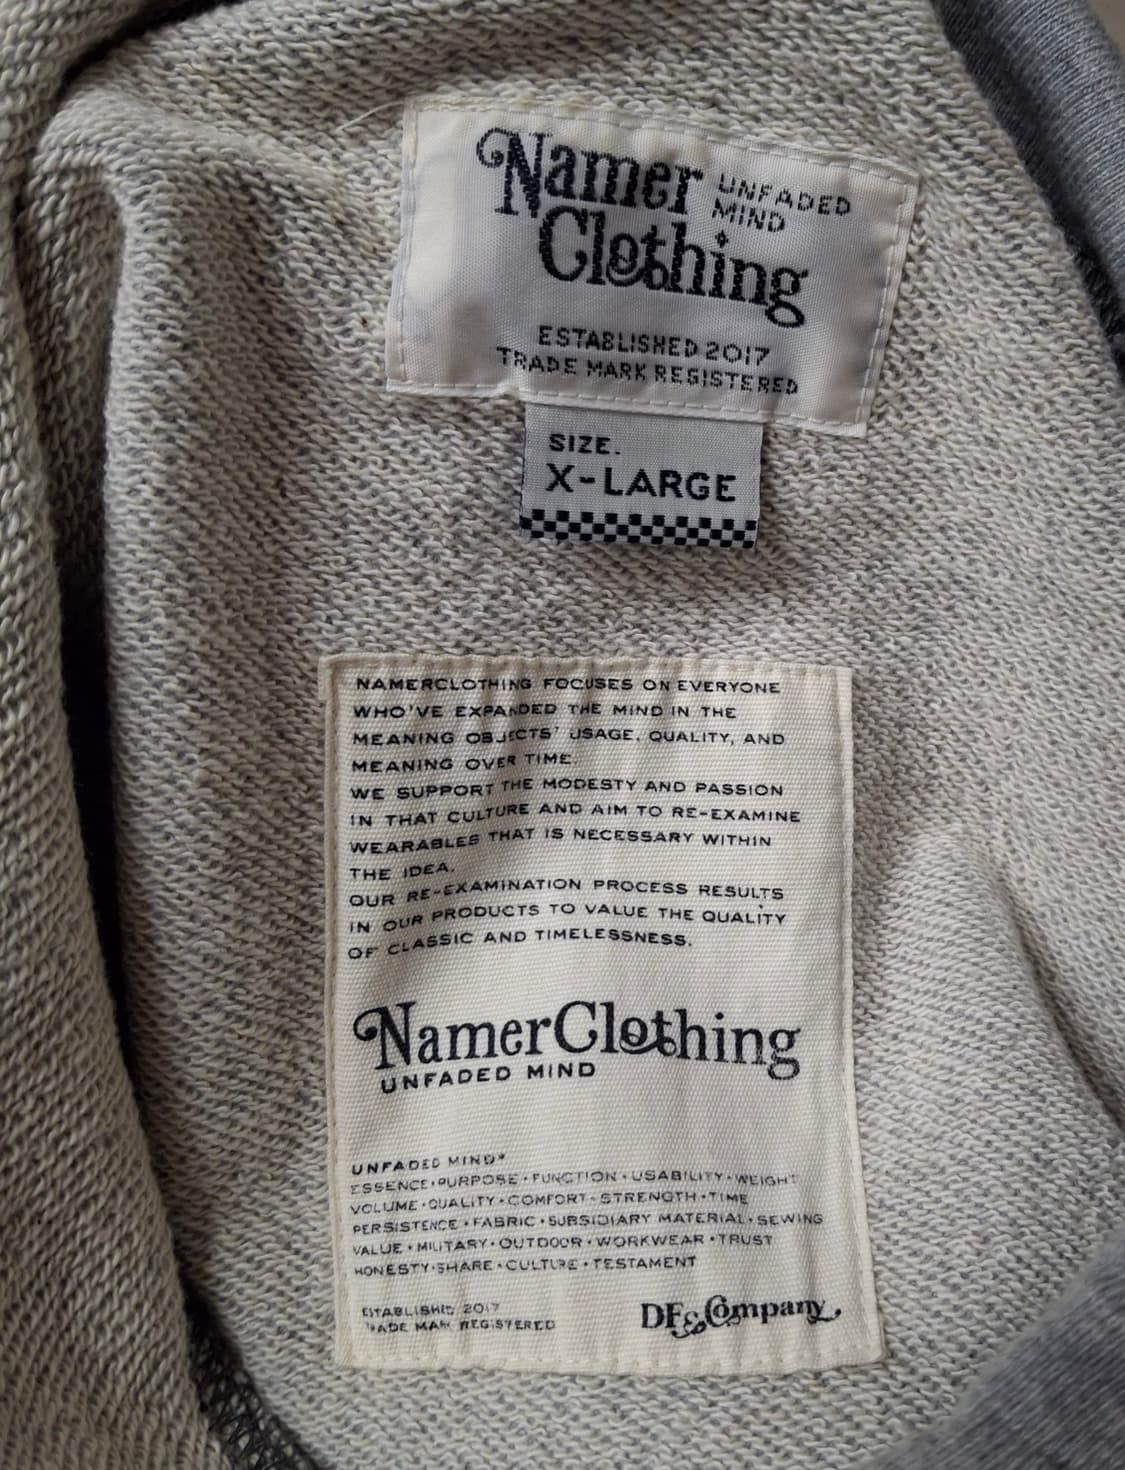 Namer UNFADED
MIND
Clothing
ESTABLISHED 2017
TRADE MARK REGISTERED
SIZE.
X-LARGE
NAMERCLOTHING FOCUSES ON EVERYONE
WHO'VE EXPANDED THE MIND IN THE
MEANING OBJECTS' USAGE, QUALITY, AND
MEANING OVER TIME.
WE SUPPORT THE MODESTY AND PASSION
IN THAT CULTURE AND AIM TO RE-EXAMINE
WEARABLES THAT IS NECESSARY WITHIN
THE IDEA.
OUR RE-EXAMINATION PROCESS RESULTS
IN OUR PRODUCTS TO VALUE THE QUALITY
OF CLASSIC AND TIMELESSNESS.
NamerClothing
UNFADED MIND
UNFADED MIND*
ESSENCE•PURPOSE•FUNCTION•USABILITY•WEIGHT
VOLUME•QUALITY•COMFORT•STRENGTH•TIME
PERSISTENCE•FABRIC•SUBSIDIARY MATERIAL•SEWING
VALUE•MILITARY•OUTDOOR•WORKWEAR•TRUST
HONESTY•SHARE•CULTURE•TESTAMENT
ESTABLISHED 2017
TRADE MARK REGISTERED
DF&Company